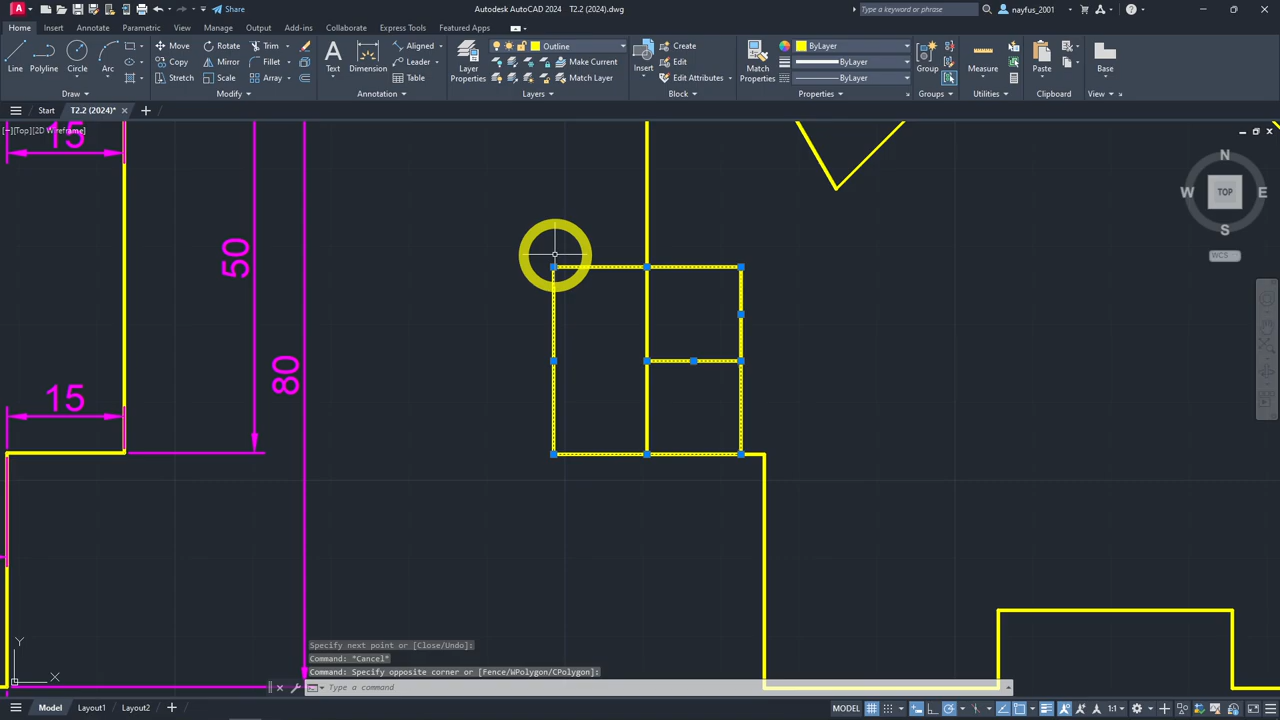 Share
Autodesk AutoCAD 2024   T2.2 (2024).dwg
Type a keyword or phrase
nayfus_2001
Home Insert Annotate Parametric View Manage Output Add-ins Collaborate Express Tools Featured Apps
Line
Polyline
Circle
Arc
Draw
Move
Rotate
Trim
Copy
Mirror
Fillet
Stretch
Scale
Array
Modify
Text
Dimension
Aligned
Leader
Table
Annotation
Layer
Properties
Outline
Make Current
Match Layer
Layers
Insert
Create
Edit
Edit Attributes
Block
Match
Properties
ByLayer
ByLayer
ByLayer
Properties
Group
Groups
Measure
Utilities
Paste
Clipboard
Base
View
Start
T2.2 (2024)*
[−][Top][2D Wireframe]
15
50
80
15
N
W
TOP
E
S
WCS
Y
X
Specify next point or [Close/Undo]:
Command: *Cancel*
Command: Specify opposite corner or [Fence/WPolygon/CPolygon]:
Type a command
Model
Layout1
Layout2
MODEL
1:1